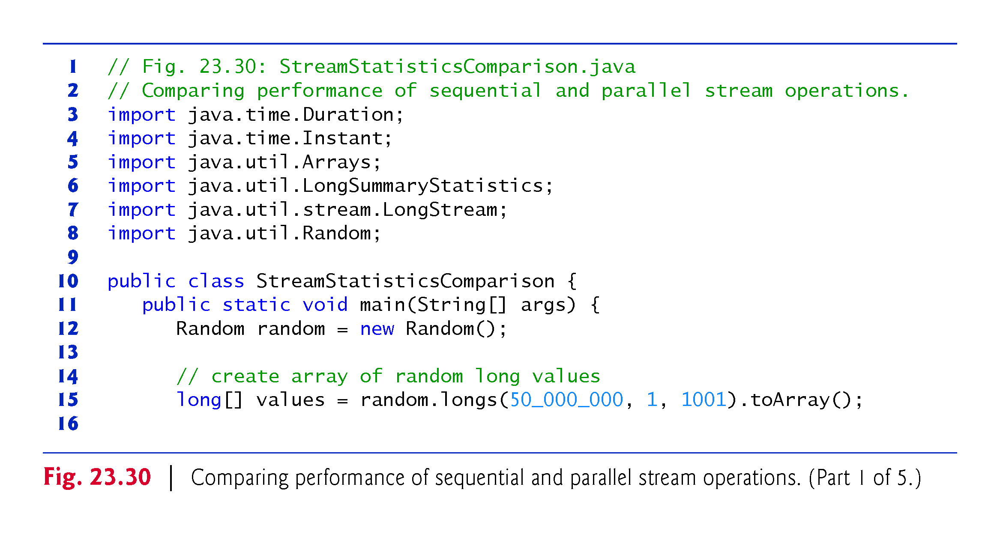 1 // Fig. 23.30: StreamStatisticsComparison.java
2 // Comparing performance of sequential and parallel stream operations.
3 import java.time.Duration;
4 import java.time.Instant;
5 import java.util.Arrays;
6 import java.util.LongSummaryStatistics;
7 import java.util.stream.LongStream;
8 import java.util.Random;
9
10 public class StreamStatisticsComparison {
11    public static void main(String[] args) {
12       Random random = new Random();
13
14       // create array of random long values
15       long[] values = random.longs(50_000_000, 1, 1001).toArray();
16
Fig. 23.30 | Comparing performance of sequential and parallel stream operations. (Part 1 of 5.)